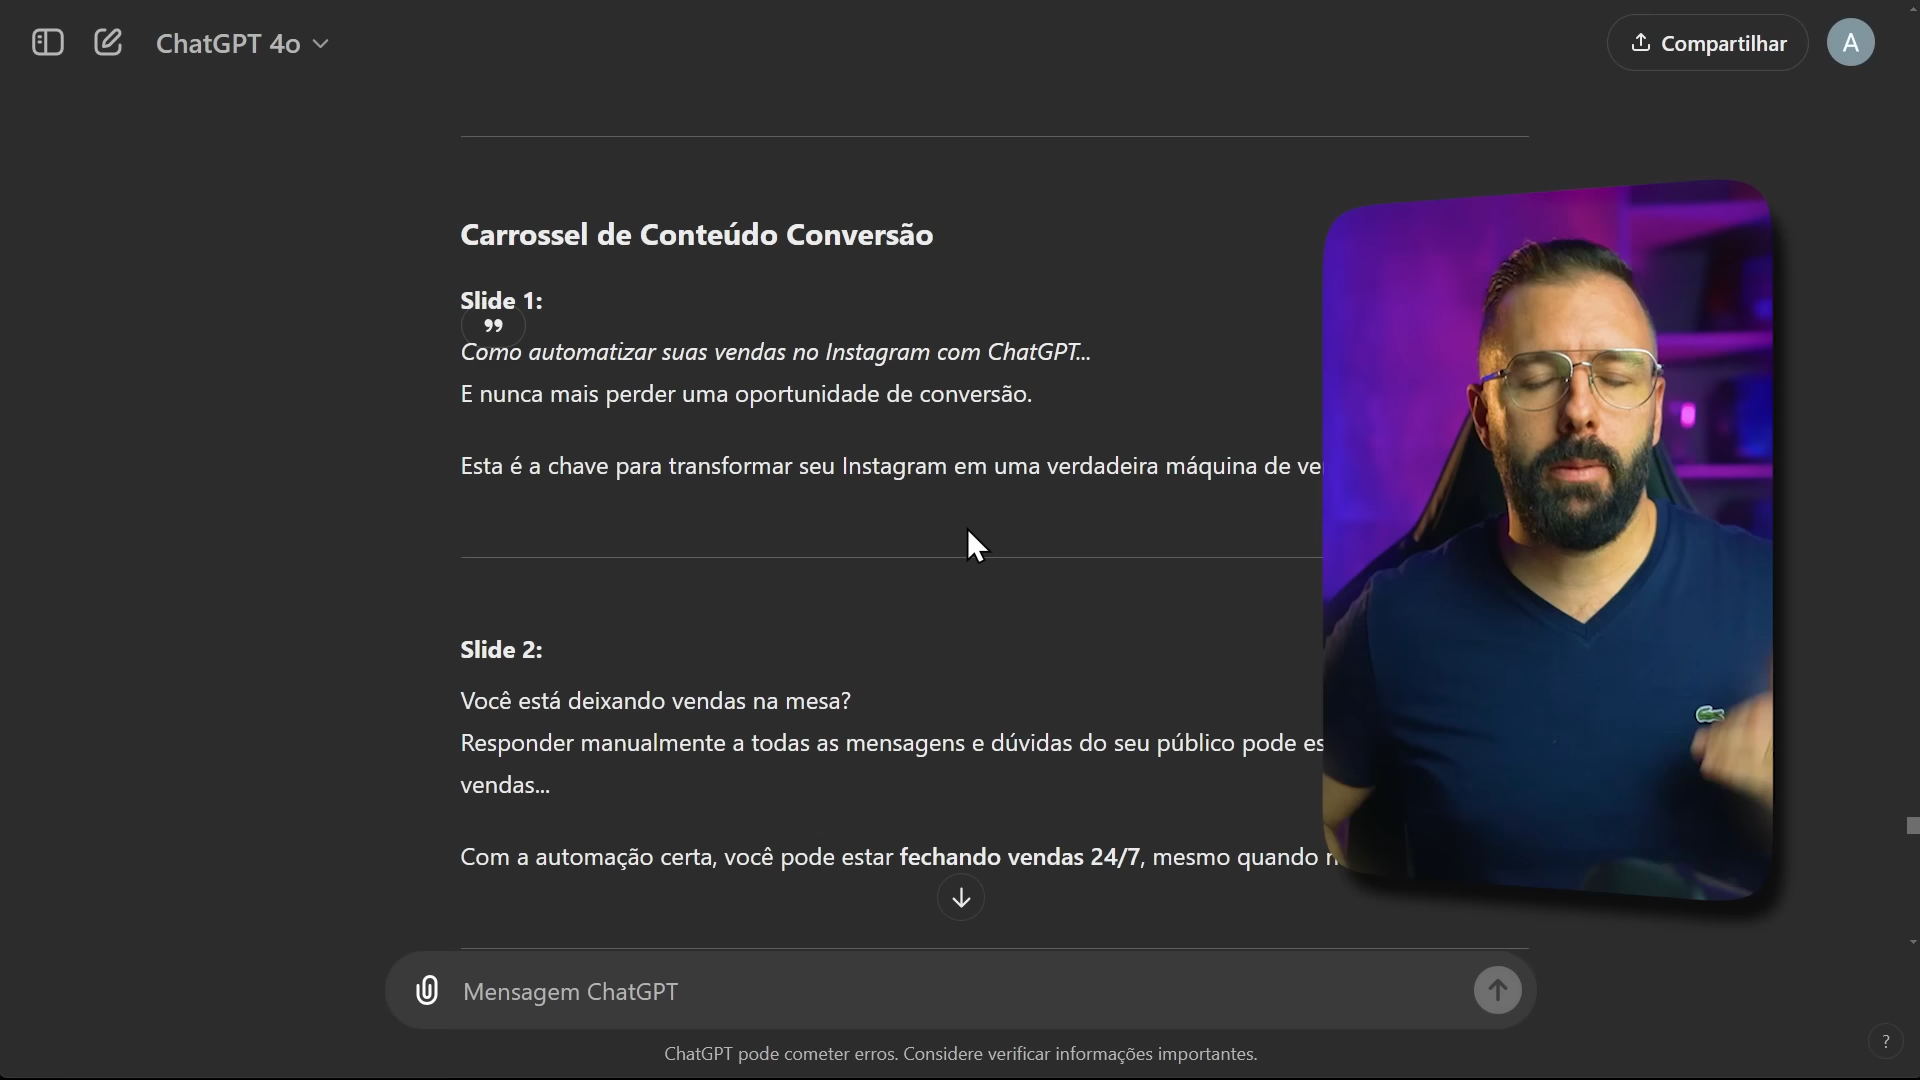 ChatGPT 4o
Compartilhar
A
Carrossel de Conteúdo Conversão
Slide 1:
Como automatizar suas vendas no Instagram com ChatGPT...
E nunca mais perder uma oportunidade de conversão.
Esta é a chave para transformar seu Instagram em uma verdadeira máquina de
Slide 2:
Você está deixando vendas na mesa?
Responder manualmente a todas as mensagens e dúvidas do seu público pode
vendas...
Com a automação certa, você pode estar fechando vendas 24/7, mesmo quando
Mensagem ChatGPT
ChatGPT pode cometer erros. Considere verificar informações importantes.
?